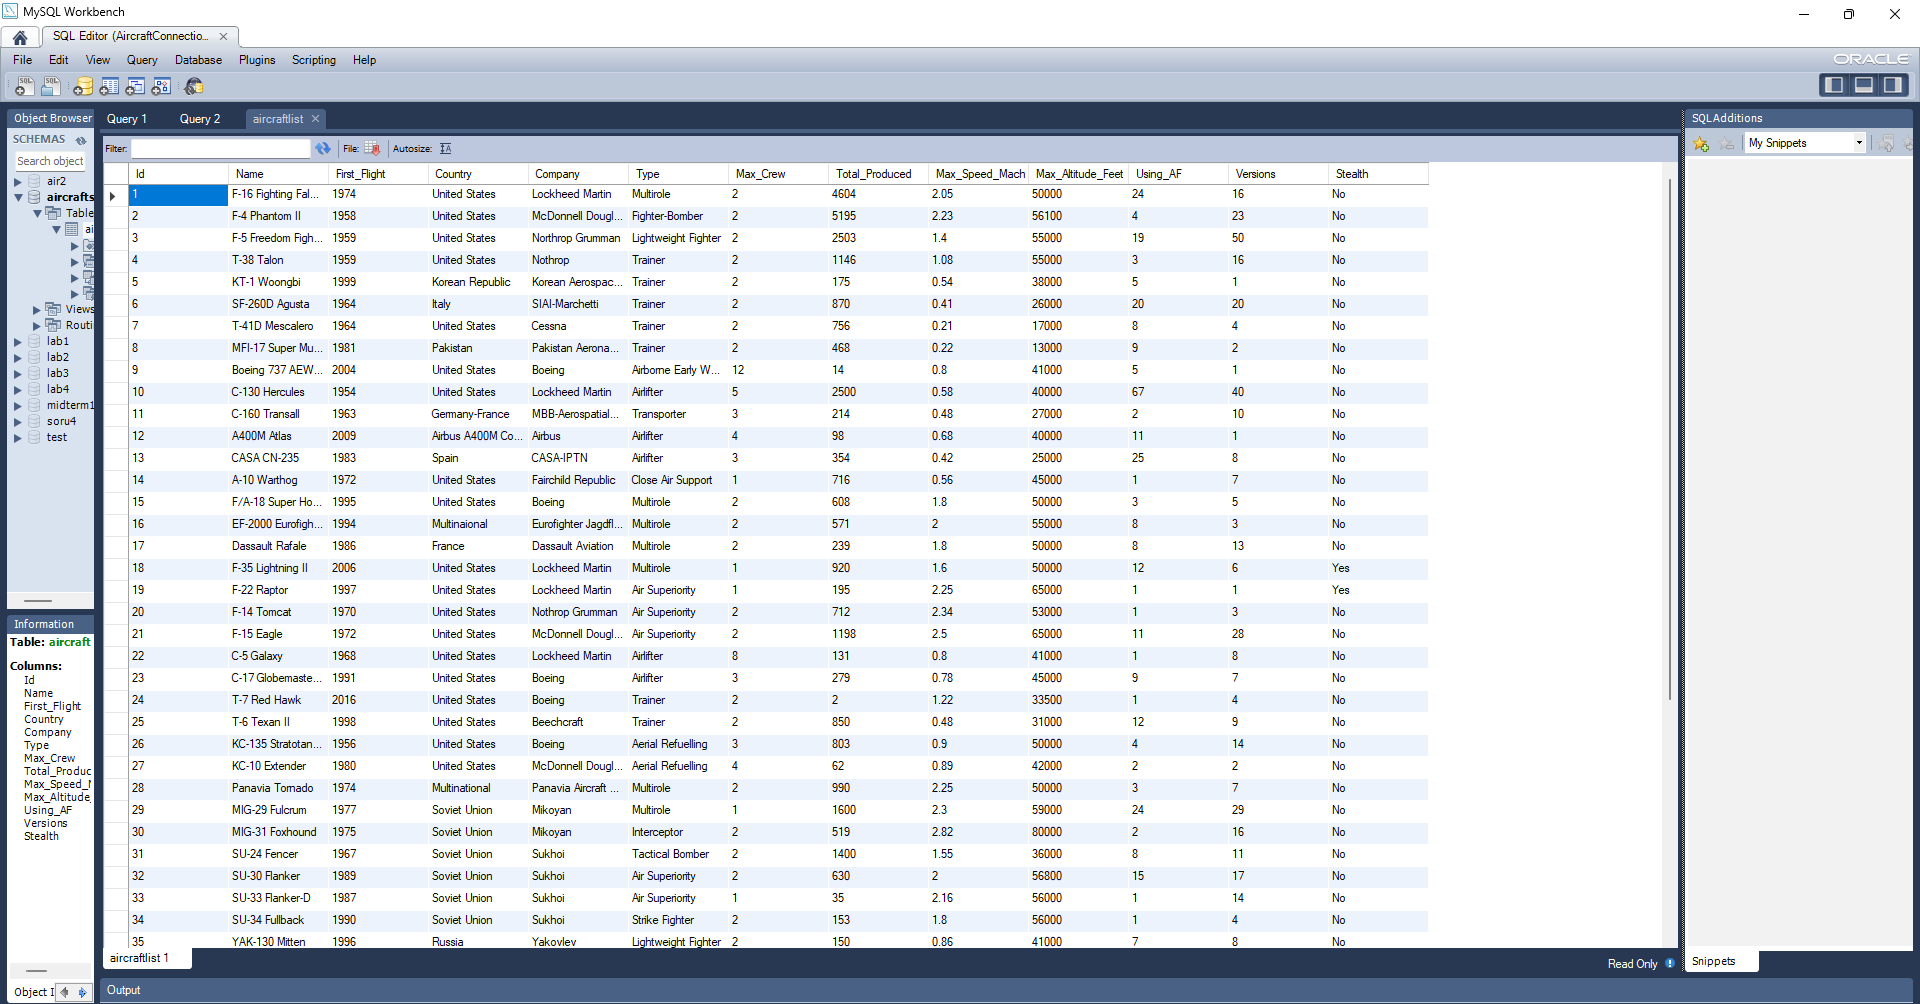 MySQL Workbench
SQL Editor (AircraftConnectio...
File Edit View Query Database Plugins Scripting Help
ORACLE
Object Browser
SCHEMAS
Search object
air2
aircrafts
Table
ai
Views
Routi
lab1
lab2
lab3
lab4
midterm1
soru4
test
Information
Table: aircraft
Columns:
Id
Name
First_Flight
Country
Company
Type
Max_Crew
Total_Produc
Max_Speed_M
Max_Altitude_
Using_AF
Versions
Stealth
Object I
Query 1 Query 2 aircraftlist
Filter: File: Autosize:
Id Name First_Flight Country Company Type Max_Crew Total_Produced Max_Speed_Mach Max_Altitude_Feet Using_AF Versions Stealth
1 F-16 Fighting Fal... 1974 United States Lockheed Martin Multirole 2 4604 2.05 50000 24 16 No
2 F-4 Phantom II 1958 United States McDonnell Dougl... Fighter-Bomber 2 5195 2.23 56100 4 23 No
3 F-5 Freedom Figh... 1959 United States Northrop Grumman Lightweight Fighter 2 2503 1.4 55000 19 50 No
4 T-38 Talon 1959 United States Nothrop Trainer 2 1146 1.08 55000 3 16 No
5 KT-1 Woongbi 1999 Korean Republic Korean Aerospac... Trainer 2 175 0.54 38000 5 1 No
6 SF-260D Agusta 1964 Italy SIAI-Marchetti Trainer 2 870 0.41 26000 20 20 No
7 T-41D Mescalero 1964 United States Cessna Trainer 2 756 0.21 17000 8 4 No
8 MFI-17 Super Mu... 1981 Pakistan Pakistan Aerona... Trainer 2 468 0.22 13000 9 2 No
9 Boeing 737 AEW... 2004 United States Boeing Airborne Early W... 12 14 0.8 41000 5 1 No
10 C-130 Hercules 1954 United States Lockheed Martin Airlifter 5 2500 0.58 40000 67 40 No
11 C-160 Transall 1963 Germany-France MBB-Aerospatial... Transporter 3 214 0.48 27000 2 10 No
12 A400M Atlas 2009 Airbus A400M Co... Airbus Airlifter 4 98 0.68 40000 11 1 No
13 CASA CN-235 1983 Spain CASA-IPTN Airlifter 3 354 0.42 25000 25 8 No
14 A-10 Warthog 1972 United States Fairchild Republic Close Air Support 1 716 0.56 45000 1 7 No
15 F/A-18 Super Ho... 1995 United States Boeing Multirole 2 608 1.8 50000 3 5 No
16 EF-2000 Eurofigh... 1994 Multinaional Eurofighter Jagdfl... Multirole 2 571 2 55000 8 3 No
17 Dassault Rafale 1986 France Dassault Aviation Multirole 2 239 1.8 50000 8 13 No
18 F-35 Lightning II 2006 United States Lockheed Martin Multirole 1 920 1.6 50000 12 6 Yes
19 F-22 Raptor 1997 United States Lockheed Martin Air Superiority 1 195 2.25 65000 1 1 Yes
20 F-14 Tomcat 1970 United States Nothrop Grumman Air Superiority 2 712 2.34 53000 1 3 No
21 F-15 Eagle 1972 United States McDonnell Dougl... Air Superiority 2 1198 2.5 65000 11 28 No
22 C-5 Galaxy 1968 United States Lockheed Martin Airlifter 8 131 0.8 41000 1 8 No
23 C-17 Globemaste... 1991 United States Boeing Airlifter 3 279 0.78 45000 9 7 No
24 T-7 Red Hawk 2016 United States Boeing Trainer 2 2 1.22 33500 1 4 No
25 T-6 Texan II 1998 United States Beechcraft Trainer 2 850 0.48 31000 12 9 No
26 KC-135 Stratotan... 1956 United States Boeing Aerial Refuelling 3 803 0.9 50000 4 14 No
27 KC-10 Extender 1980 United States McDonnell Dougl... Aerial Refuelling 4 62 0.89 42000 2 2 No
28 Panavia Tornado 1974 Multinational Panavia Aircraft ... Multirole 2 990 2.25 50000 3 7 No
29 MIG-29 Fulcrum 1977 Soviet Union Mikoyan Multirole 1 1600 2.3 59000 24 29 No
30 MIG-31 Foxhound 1975 Soviet Union Mikoyan Interceptor 2 519 2.82 80000 2 16 No
31 SU-24 Fencer 1967 Soviet Union Sukhoi Tactical Bomber 2 1400 1.55 36000 8 11 No
32 SU-30 Flanker 1989 Soviet Union Sukhoi Air Superiority 2 630 2 56800 15 17 No
33 SU-33 Flanker-D 1987 Soviet Union Sukhoi Air Superiority 1 35 2.16 56000 1 14 No
34 SU-34 Fullback 1990 Soviet Union Sukhoi Strike Fighter 2 153 1.8 56000 1 4 No
35 YAK-130 Mitten 1996 Russia Yakovlev Lightweight Fighter 2 150 0.86 41000 7 8 No
aircraftlist 1
Read Only
Output
SQLAdditions
My Snippets
Snippets